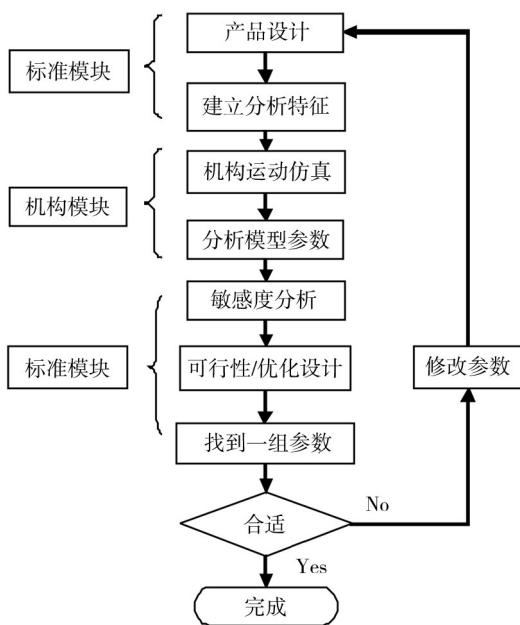 产品设计
标准模块
建立分析特征
机构运动仿真
机构模块
分析模型参数
敏感度分析
标准模块
可行性/优化设计
修改参数
找到一组参数
合适
No
Yes
完成